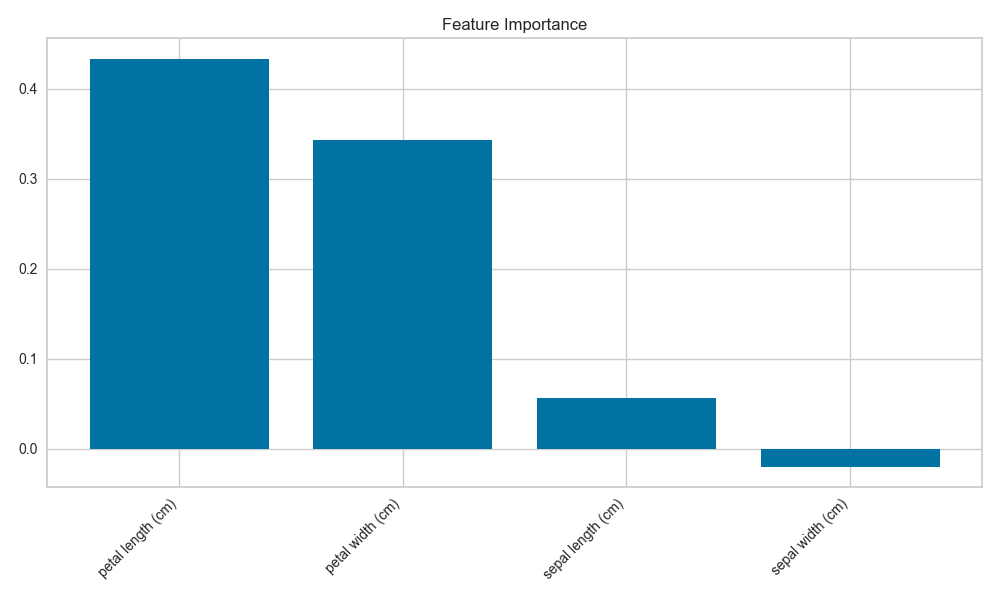 Feature Importance
0.4
0.3
0.2
0.1
0.0
petal length (cm)
petal width (cm)
sepal length (cm)
sepal width (cm)